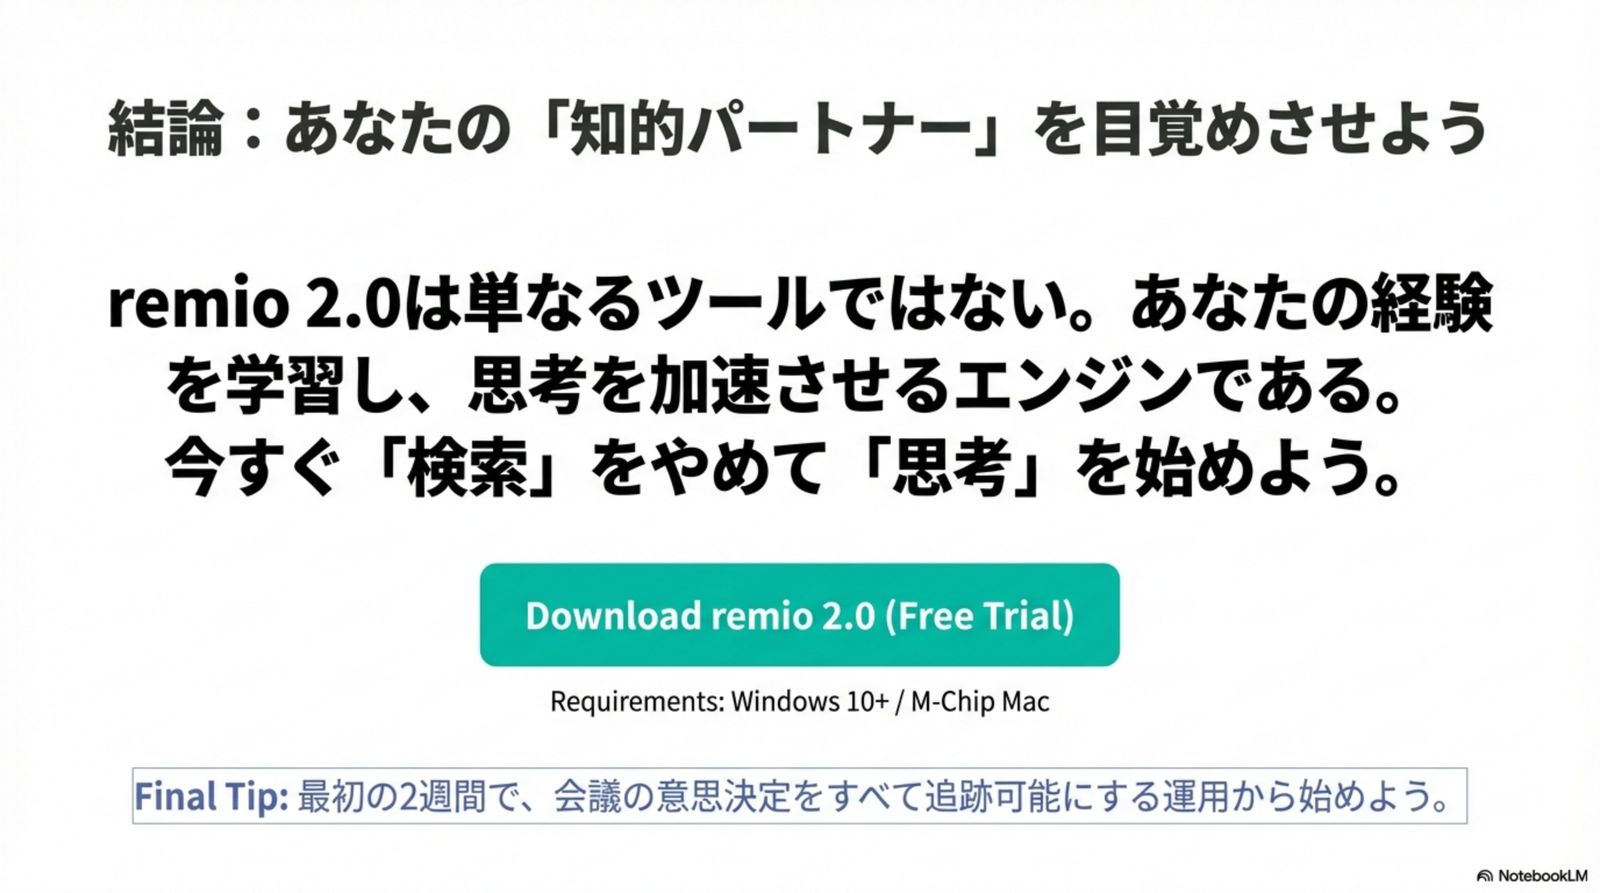 結論：あなたの「知的パートナー」を目覚めさせよう
remio 2.0は単なるツールではない。あなたの経験
を学習し、思考を加速させるエンジンである。
今すぐ「検索」をやめて「思考」を始めよう。
Download remio 2.0 (Free Trial)
Requirements: Windows 10+ / M-Chip Mac
Final Tip: 最初の2週間で、会議の意思決定をすべて追跡可能にする運用から始めよう。
NotebookLM